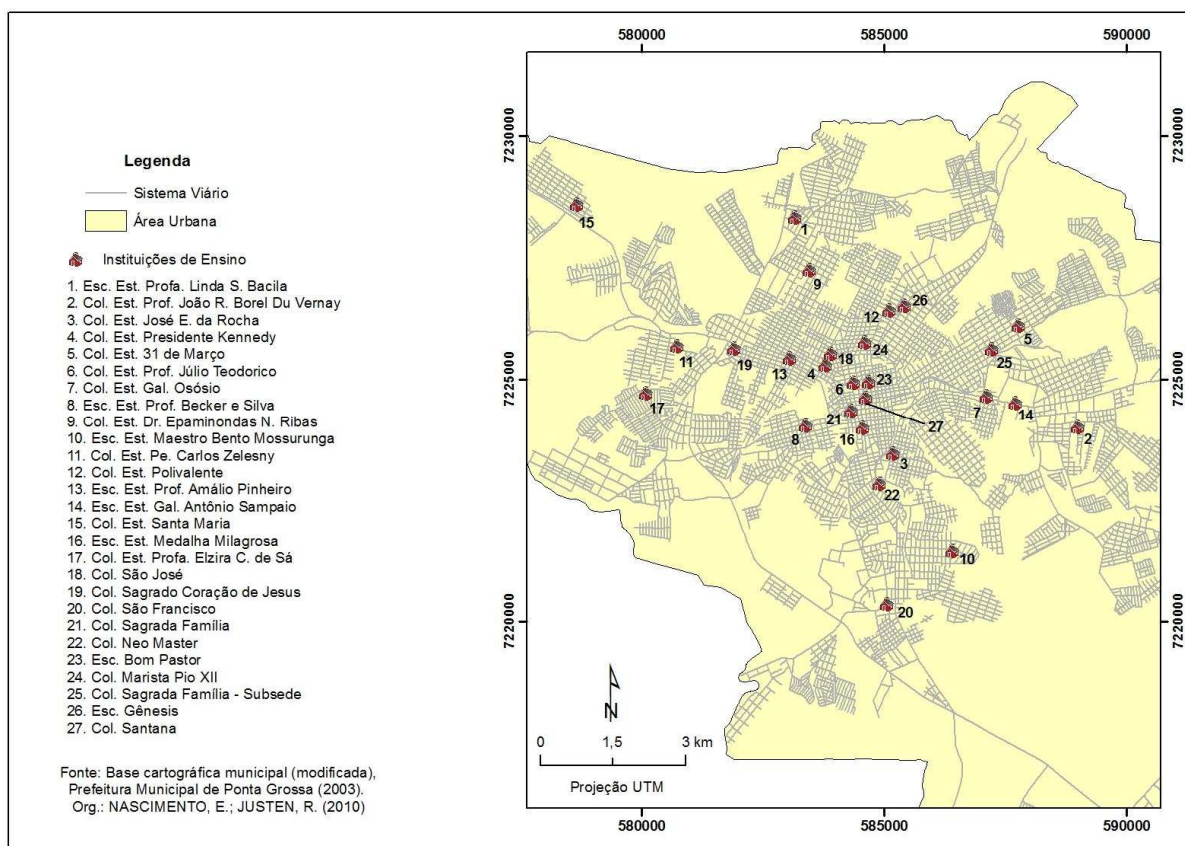 Legenda
Sistema Viário
Área Urbana
Instituições de Ensino
1. Esc. Est. Profa. Linda S. Bacila
2. Col. Est. Prof. João R. Borel Du Vernay
3. Col. Est. José E. da Rocha
4. Col. Est. Presidente Kennedy
5. Col. Est. 31 de Março
6. Col. Est. Prof. Júlio Teodorico
7. Col. Est. Gal. Osósio
8. Esc. Est. Prof. Becker e Silva
9. Col. Est. Dr. Epaminondas N. Ribas
10. Esc. Est. Maestro Bento Mossurunga
11. Col. Est. Pe. Carlos Zelesny
12. Col. Est. Polivalente
13. Esc. Est. Prof. Amálio Pinheiro
14. Esc. Est. Gal. Antônio Sampaio
15. Col. Est. Santa Maria
16. Esc. Est. Medalha Milagrosa
17. Col. Est. Profa. Elzira C. de Sá
18. Col. São José
19. Col. Sagrado Coração de Jesus
20. Col. São Francisco
21. Col. Sagrada Família
22. Col. Neo Master
23. Esc. Bom Pastor
24. Col. Marista Pio XII
25. Col. Sagrada Família - Subsede
26. Esc. Gênesis
27. Col. Santana
Fonte: Base cartográfica municipal (modificada),
Prefeitura Municipal de Ponta Grossa (2003).
Org.: NASCIMENTO, E.; JUSTEN, R. (2010)
580000 585000 590000
7230000 7230000
15
1
9
26
12
5
24
25
18
11
19
13
4
7225000 7225000
6
23
17
7
14
21
27
8
16
2
3
22
10
20
7220000 7220000
N
0 1,5 3 km
Projeção UTM
580000 585000 590000